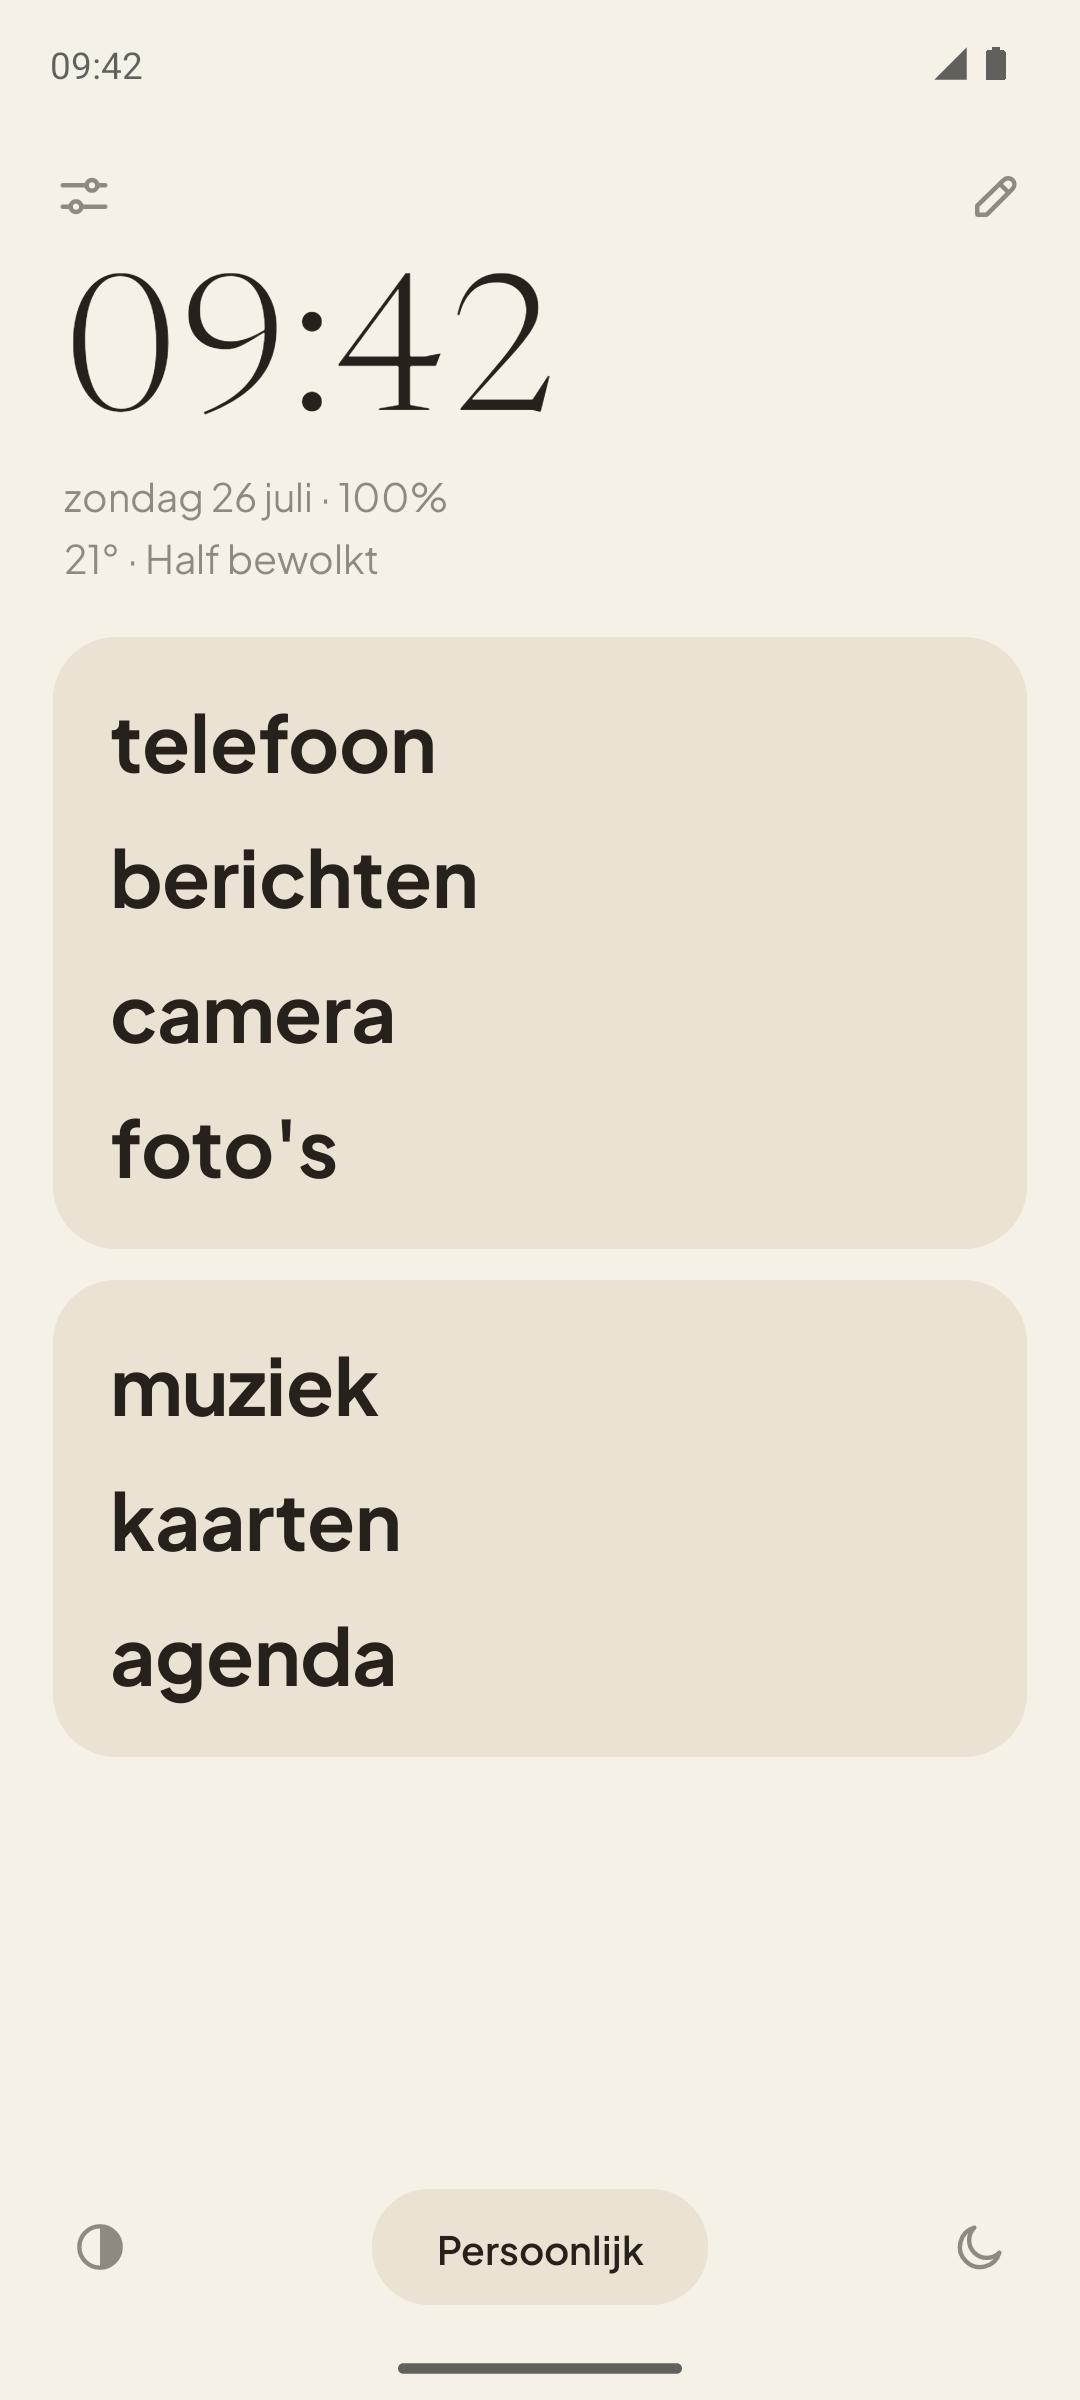 09:42
09:42
zondag 26 juli · 100%
21° · Half bewolkt
telefoon
berichten
camera
foto's
muziek
kaarten
agenda
Persoonlijk